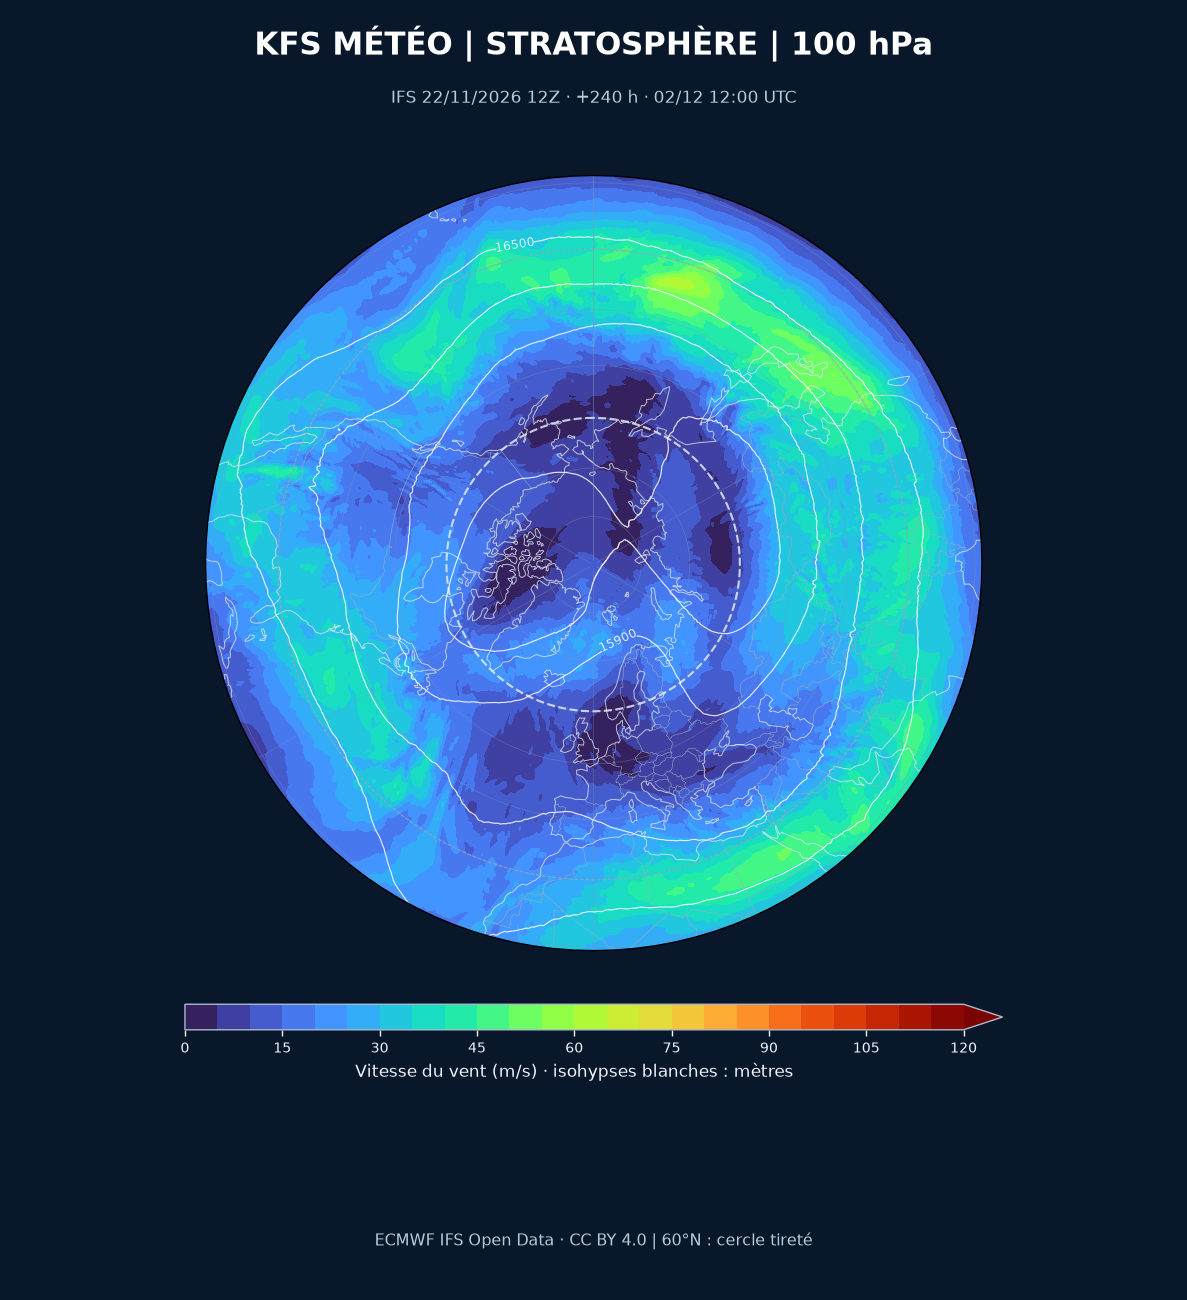 KFS MÉTÉO | STRATOSPHÈRE | 100 hPa
IFS 22/11/2026 12Z · +240 h · 02/12 12:00 UTC
16500
15900
0 15 30 45 60 75 90 105 120
Vitesse du vent (m/s) · isohypses blanches : mètres
ECMWF IFS Open Data · CC BY 4.0 | 60°N : cercle tireté